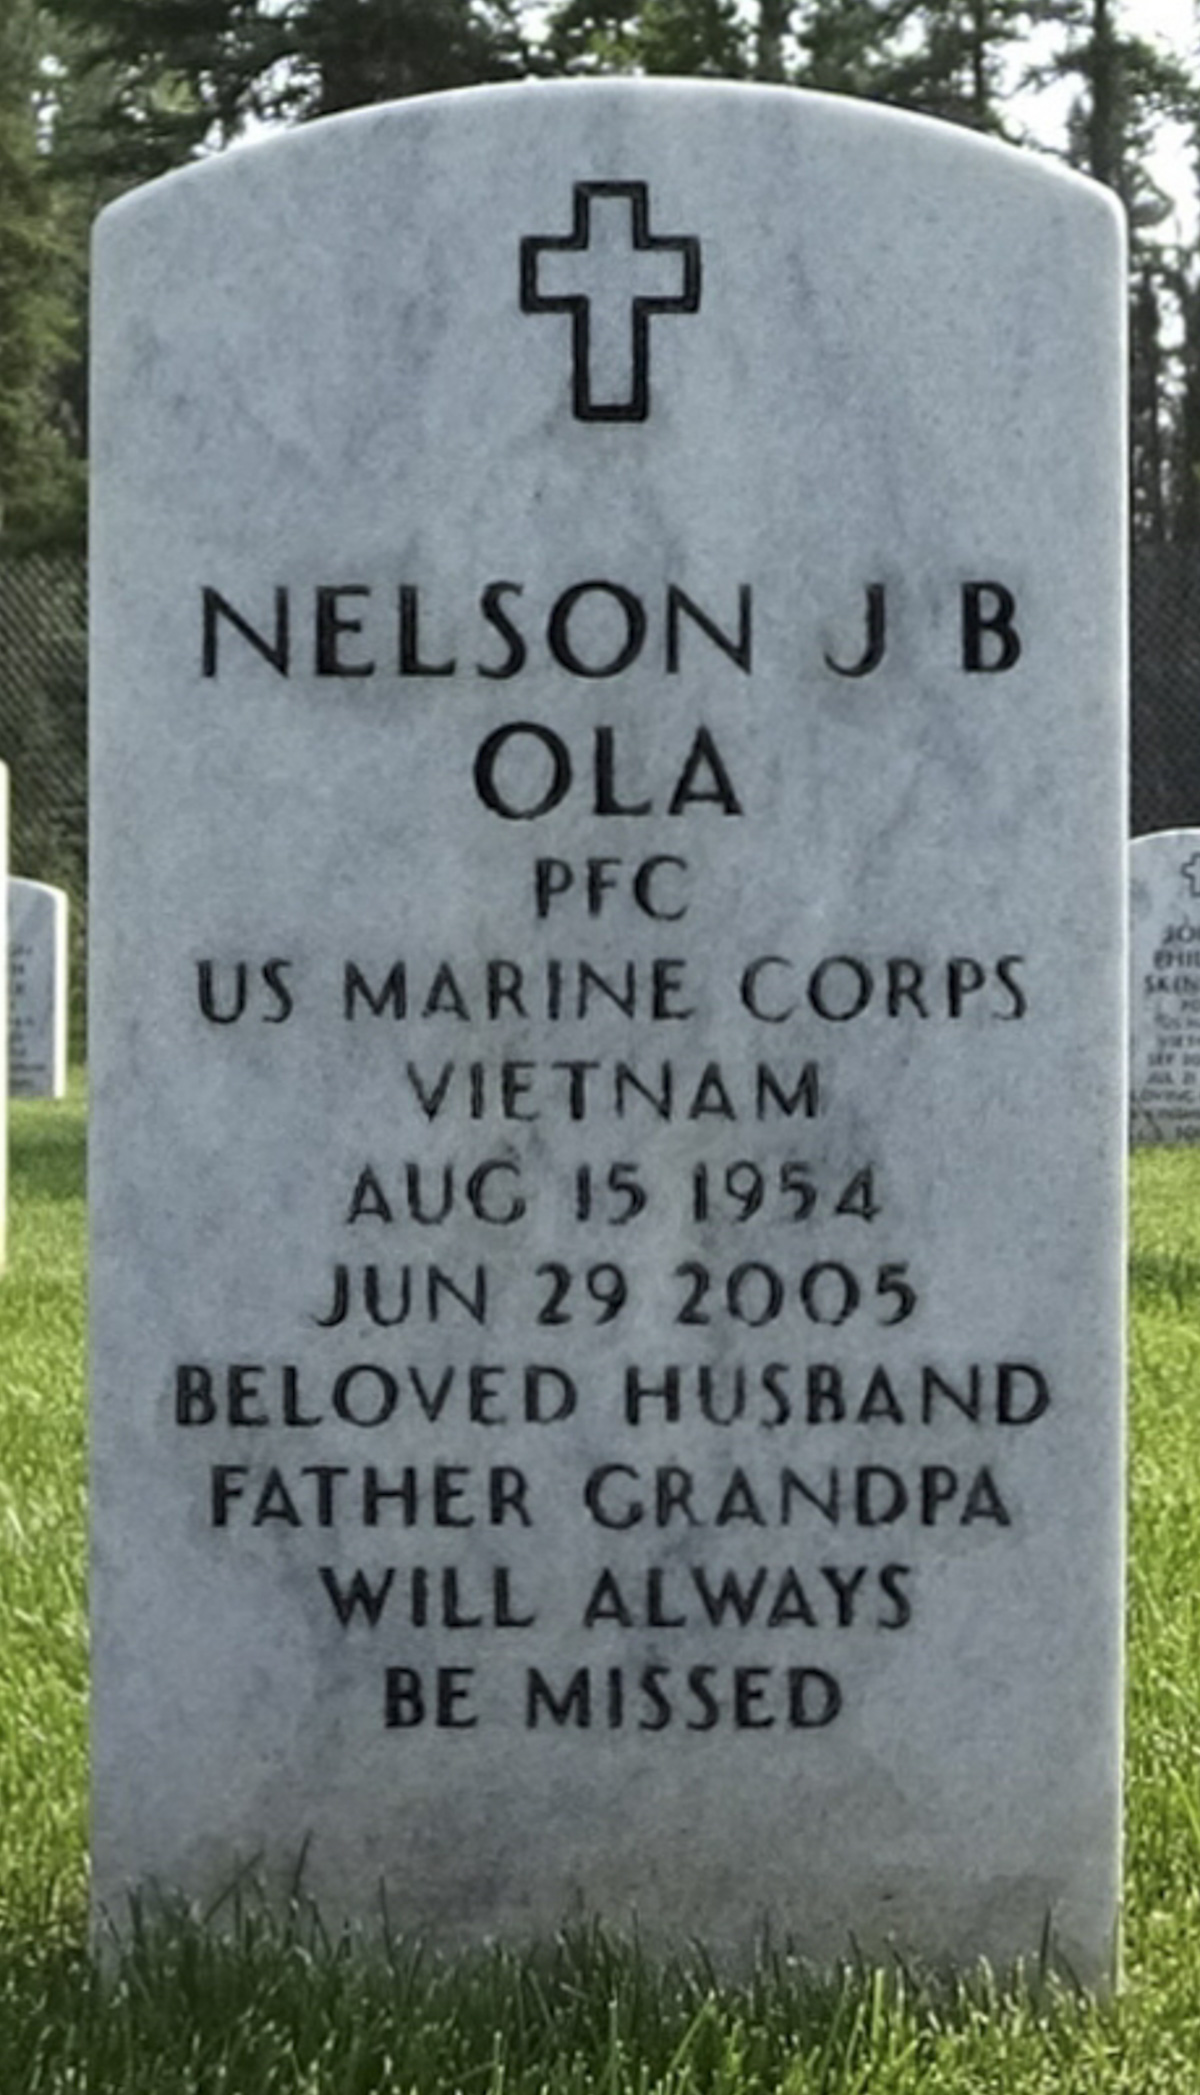 NELSON J B
OLA
PFC
US MARINE CORPS
VIETNAM
AUG 15 1954
JUN 29 2005
BELOVED HUSBAND
FATHER GRANDPA
WILL ALWAYS
BE MISSED